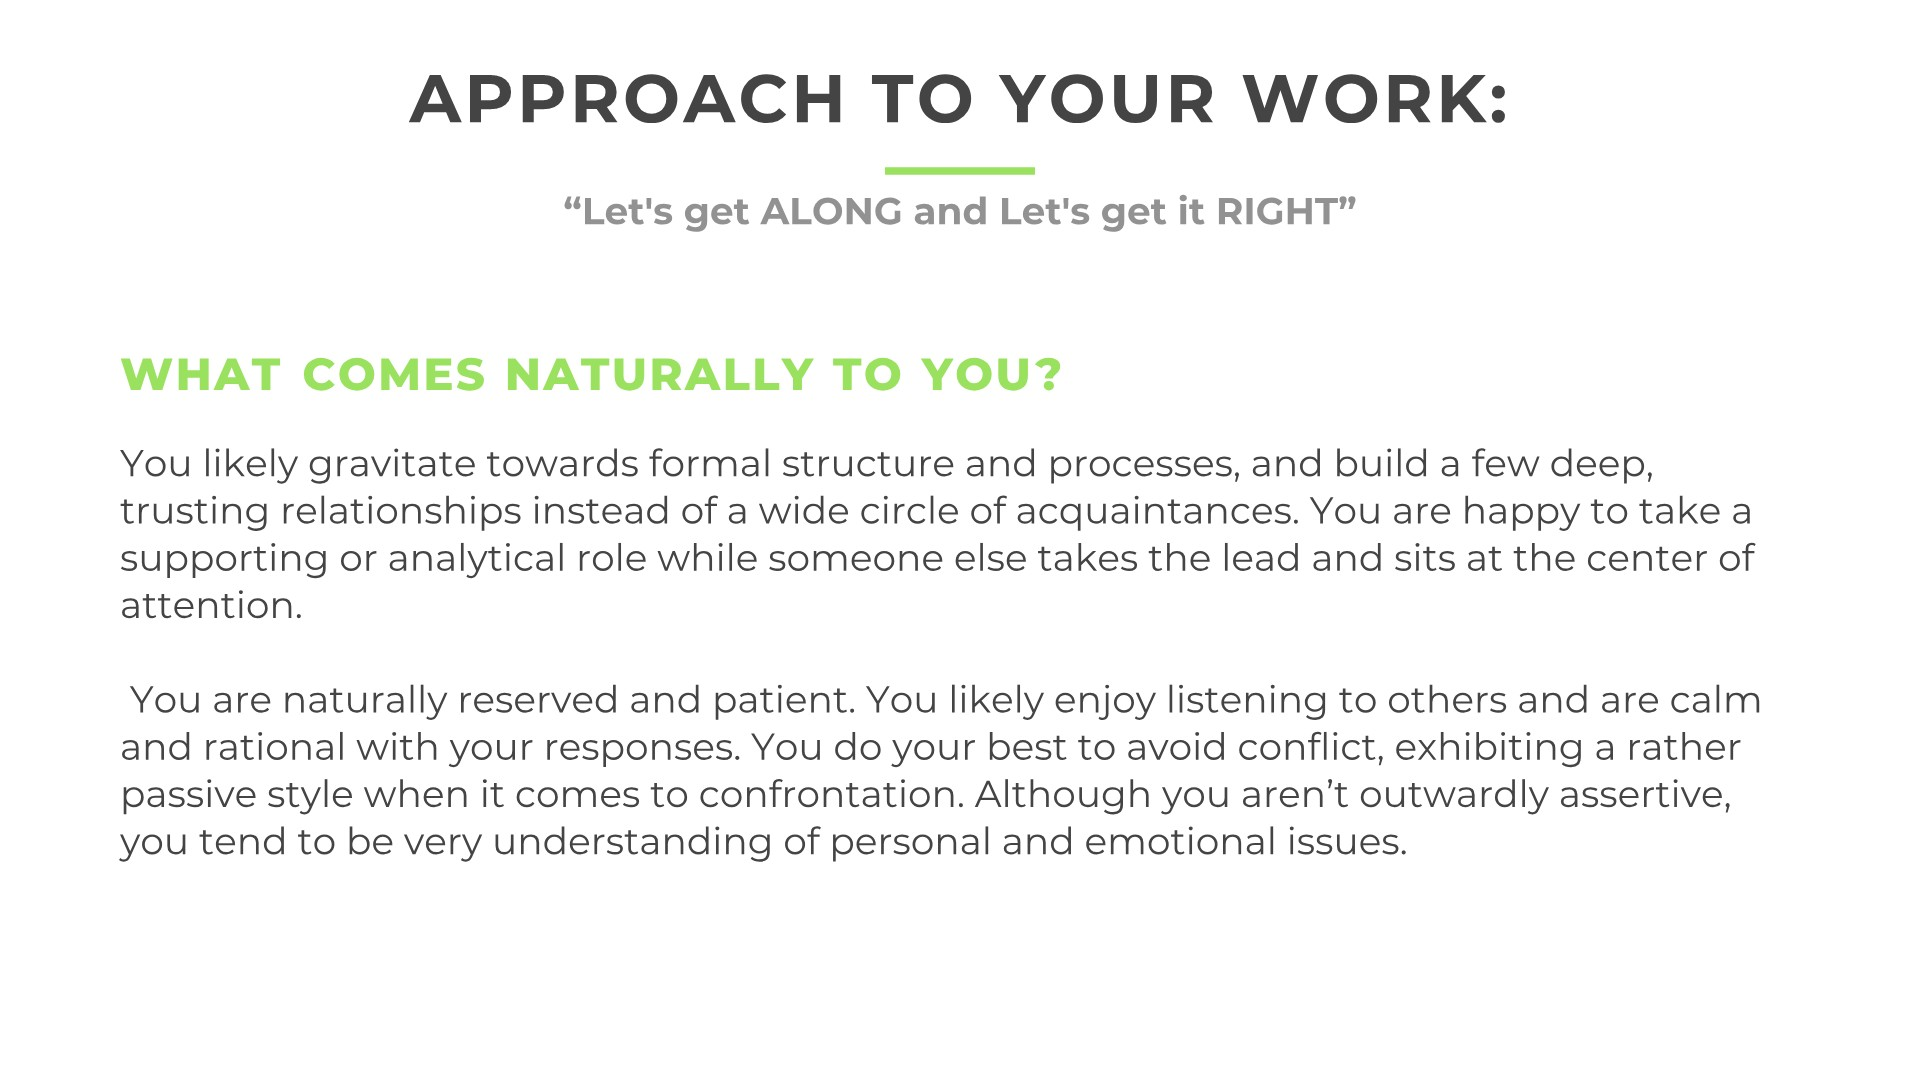 APPROACH TO YOUR WORK:
“Let's get ALONG and Let's get it RIGHT”
WHAT COMES NATURALLY TO YOU?
You likely gravitate towards formal structure and processes, and build a few deep,
trusting relationships instead of a wide circle of acquaintances. You are happy to take a
supporting or analytical role while someone else takes the lead and sits at the center of
attention.
You are naturally reserved and patient. You likely enjoy listening to others and are calm
and rational with your responses. You do your best to avoid conflict, exhibiting a rather
passive style when it comes to confrontation. Although you aren’t outwardly assertive,
you tend to be very understanding of personal and emotional issues.